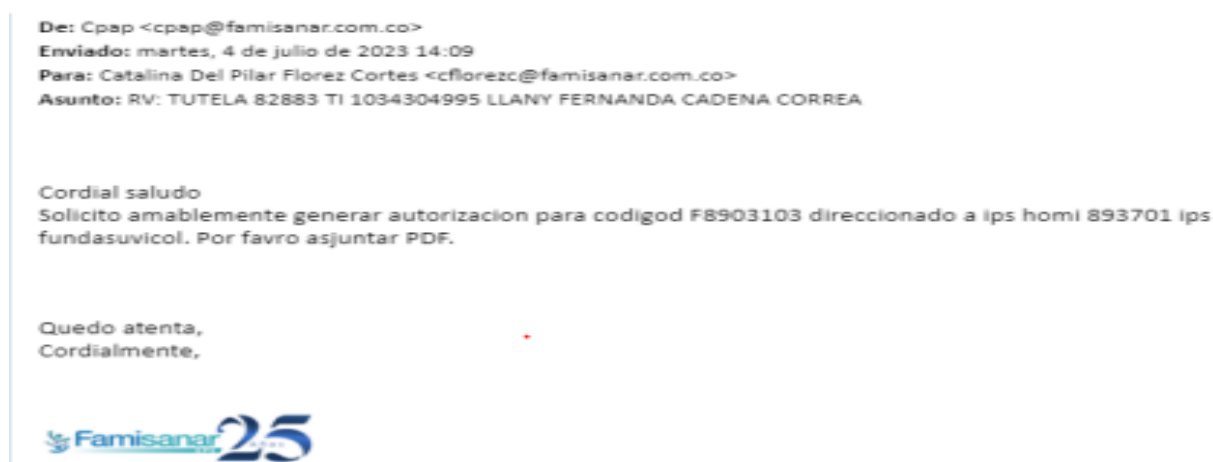 De: Cpap <cpap@famisanar.com.co>
Enviado: martes, 4 de julio de 2023 14:09
Para: Catalina Del Pilar Florez Cortes <cflorezc@famisanar.com.co>
Asunto: RV: TUTELA 82883 TI 1034304995 LLANY FERNANDA CADENA CORREA
Cordial saludo
Solicito amablemente generar autorizacion para codigod F8903103 direccionado a ips homi 893701 ips
fundasuvicol. Por favro asjuntar PDF.
Quedo atenta,
Cordialmente,
Famisanar 25